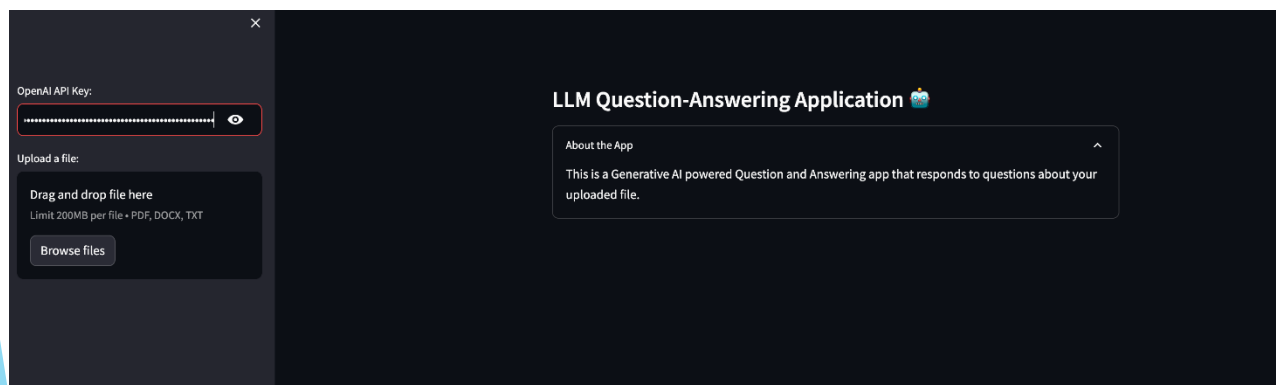 OpenAI API Key:
Upload a file:
Drag and drop file here
Limit 200MB per file • PDF, DOCX, TXT
Browse files
LLM Question-Answering Application 🤖
About the App
This is a Generative AI powered Question and Answering app that responds to questions about your
uploaded file.